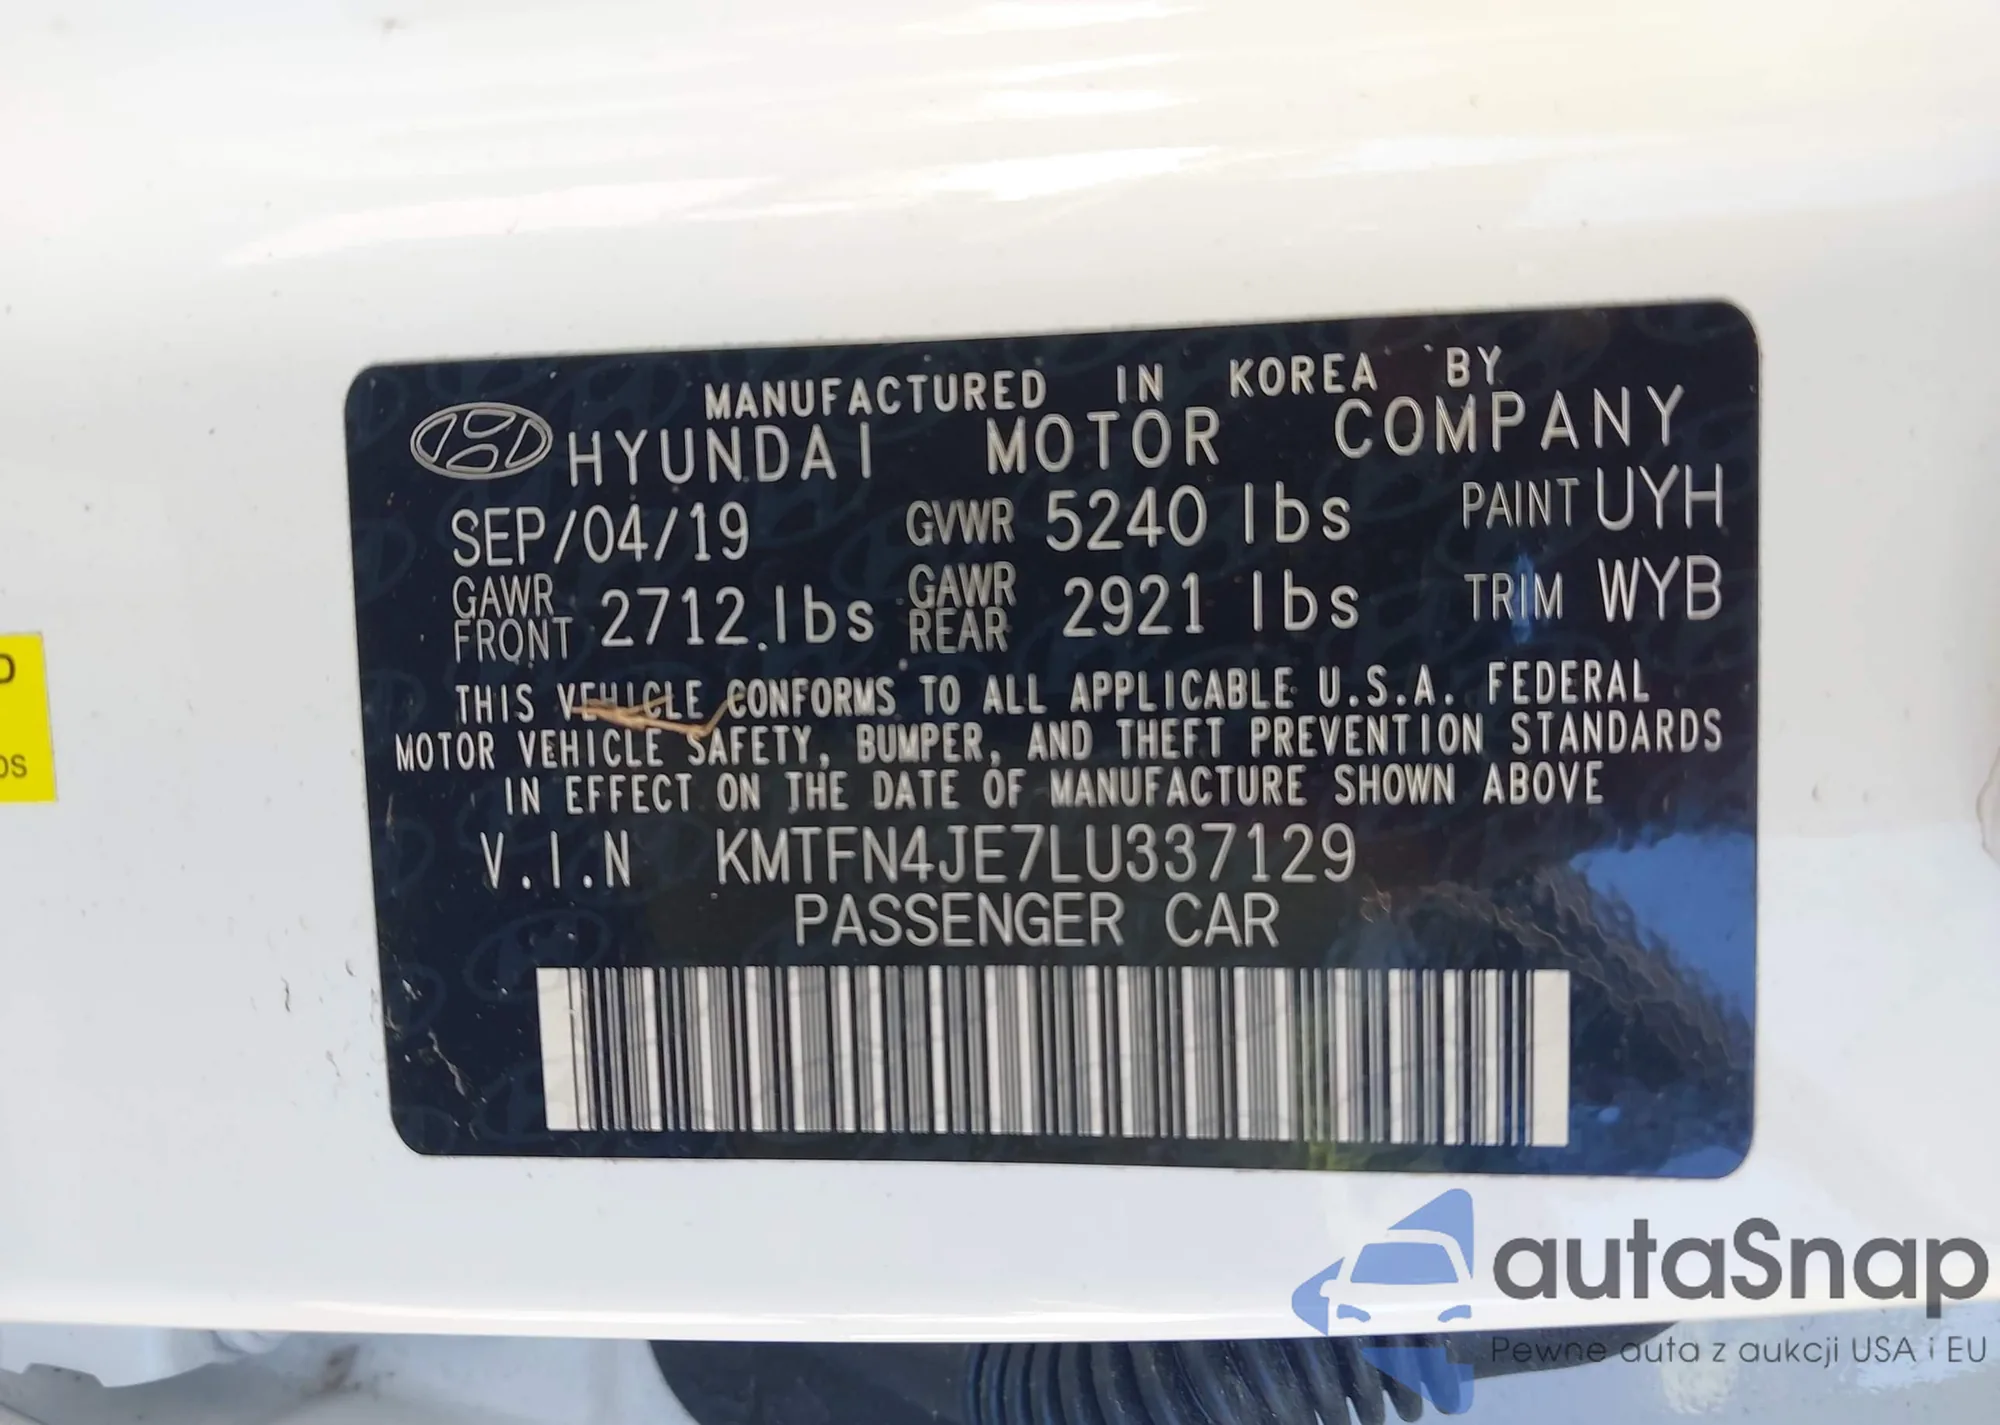 MANUFACTURED IN KOREA BY
HYUNDAI MOTOR COMPANY
SEP/04/19 GVWR 5240 lbs PAINT UYH
GAWR FRONT 2712 lbs GAWR REAR 2921 lbs TRIM WYB
THIS VEHICLE CONFORMS TO ALL APPLICABLE U.S.A. FEDERAL
MOTOR VEHICLE SAFETY, BUMPER, AND THEFT PREVENTION STANDARDS
IN EFFECT ON THE DATE OF MANUFACTURE SHOWN ABOVE
V.I.N KMTFN4JE7LU337129
PASSENGER CAR
autaSnap
Pewne auta z aukcji USA i EU